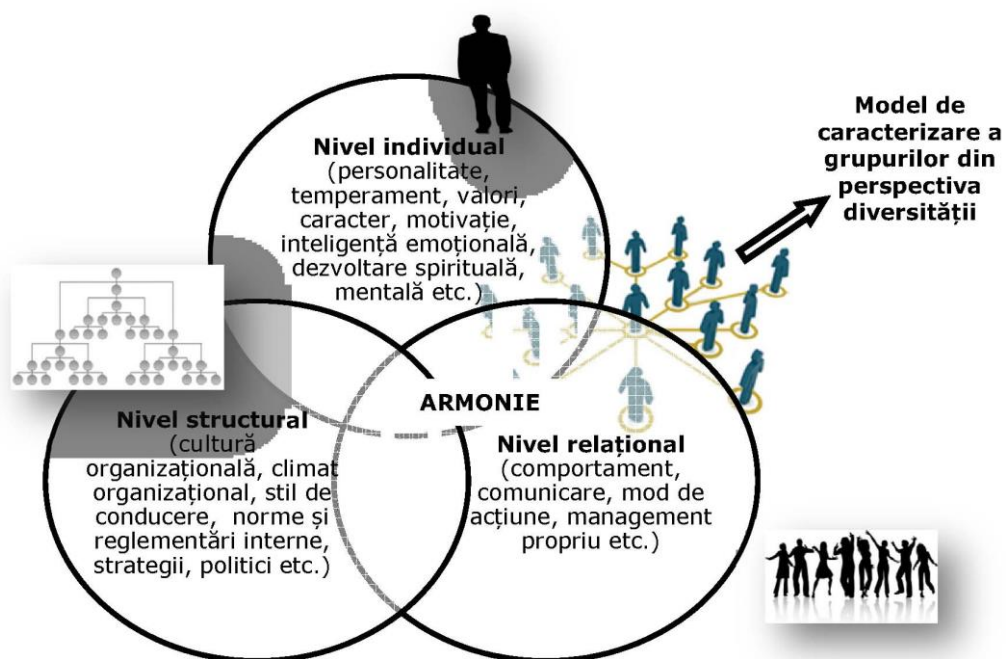 Model de
caracterizare a
grupurilor din
perspectiva
diversității
Nivel individual
(personalitate,
temperament, valori,
caracter, motivație,
inteligență emoțională,
dezvoltare spirituală,
mentală etc.)
ARMONIE
Nivel structural
(cultură
organizațională, climat
organizațional, stil de
conducere, norme și
reglementări interne,
strategii, politici etc.)
Nivel relațional
(comportament,
comunicare, mod de
acțiune, management
propriu etc.)